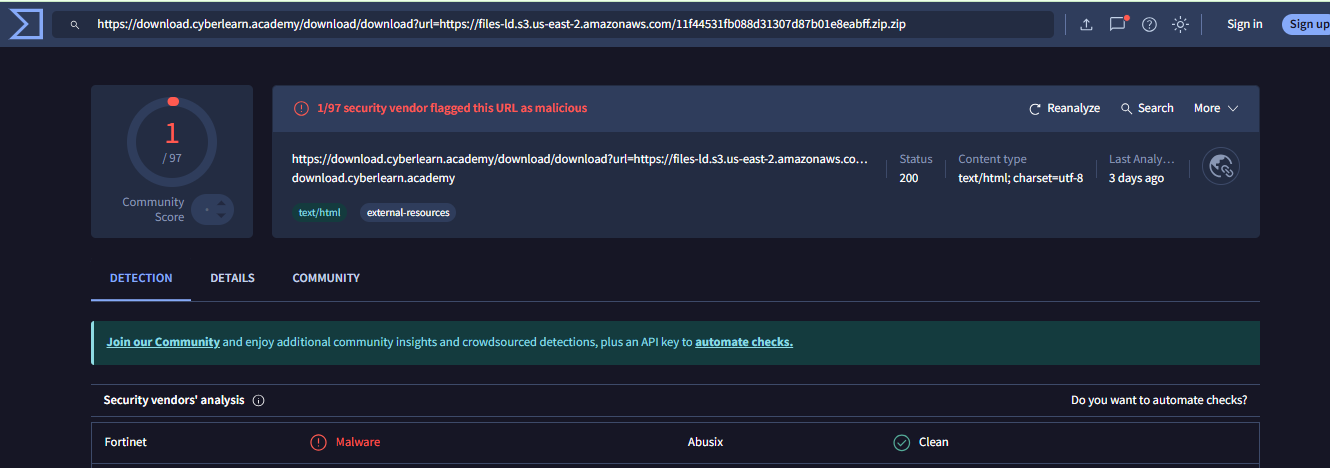 https://download.cyberlearn.academy/download/download?url=https://files-ld.s3.us-east-2.amazonaws.com/11f44531fb088d31307d87b01e8eabff.zip.zip
Sign in
Sign up
1
/ 97
Community
Score
1/97 security vendor flagged this URL as malicious
Reanalyze
Search
More
https://download.cyberlearn.academy/download/download?url=https://files-ld.s3.us-east-2.amazonaws.co...
download.cyberlearn.academy
text/html
external-resources
Status
200
Content type
text/html; charset=utf-8
Last Analy...
3 days ago
DETECTION
DETAILS
COMMUNITY
Join our Community and enjoy additional community insights and crowdsourced detections, plus an API key to automate checks.
Security vendors' analysis
Do you want to automate checks?
Fortinet
Malware
Abusix
Clean